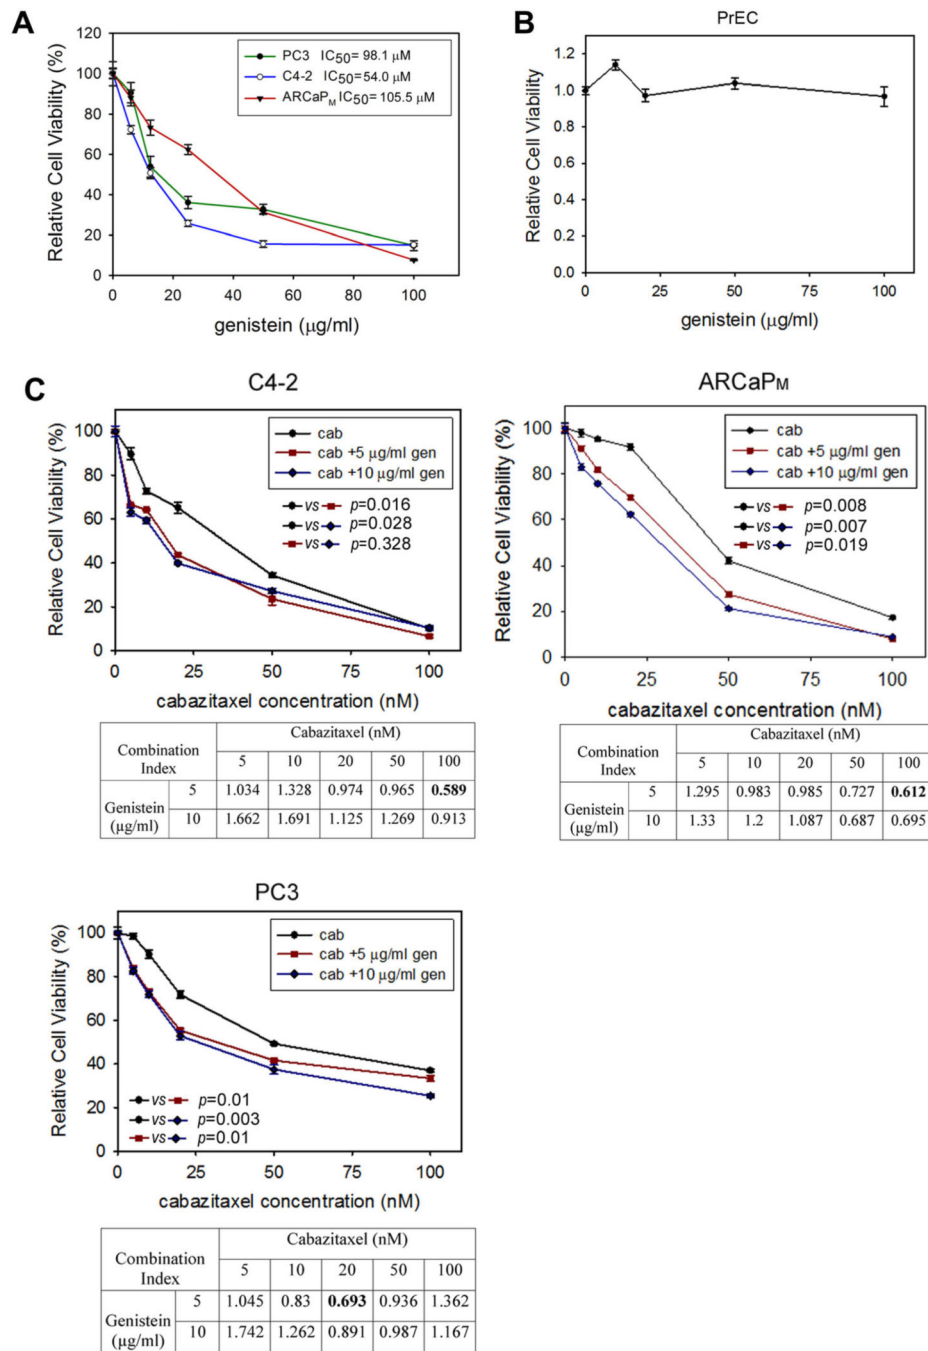 A
120
100
80
60
40
20
0
Relative Cell Viability (%)
PC3 IC50= 98.1 µM
C4-2 IC50=54.0 µM
ARCaPM IC50= 105.5 µM
0 20 40 60 80 100
genistein (µg/ml)
B
PrEC
1.2
1.0
0.8
0.6
0.4
0.2
0.0
Relative Cell Viability
0 25 50 75 100
genistein (µg/ml)
C
C4-2
100
80
60
40
20
0
Relative Cell Viability (%)
cab
cab +5 µg/ml gen
cab +10 µg/ml gen
vs p=0.016
vs p=0.028
vs p=0.328
0 25 50 75 100
cabazitaxel concentration (nM)
Combination Index
Cabazitaxel (nM)
5 10 20 50 100
Genistein (µg/ml)
5 1.034 1.328 0.974 0.965 0.589
10 1.662 1.691 1.125 1.269 0.913
ARCaPM
100
80
60
40
20
0
Relative Cell Viability (%)
cab
cab +5 µg/ml gen
cab +10 µg/ml gen
vs p=0.008
vs p=0.007
vs p=0.019
0 25 50 75 100
cabazitaxel concentration (nM)
Combination Index
Cabazitaxel (nM)
5 10 20 50 100
Genistein (µg/ml)
5 1.295 0.983 0.985 0.727 0.612
10 1.33 1.2 1.087 0.687 0.695
PC3
100
80
60
40
20
0
Relative Cell Viability (%)
cab
cab +5 µg/ml gen
cab +10 µg/ml gen
vs p=0.01
vs p=0.003
vs p=0.01
0 25 50 75 100
cabazitaxel concentration (nM)
Combination Index
Cabazitaxel (nM)
5 10 20 50 100
Genistein (µg/ml)
5 1.045 0.83 0.693 0.936 1.362
10 1.742 1.262 0.891 0.987 1.167